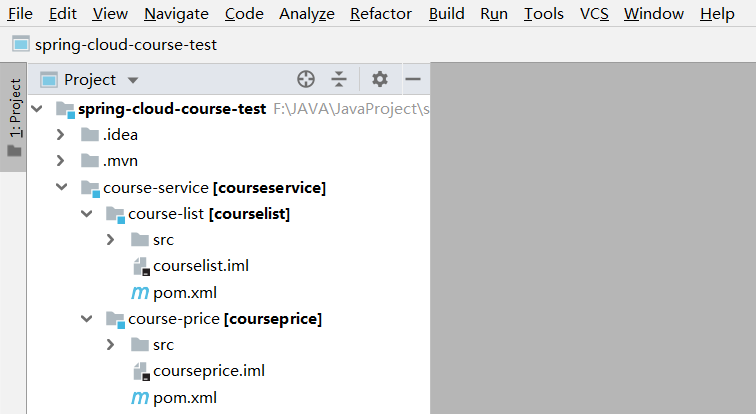 File Edit View Navigate Code Analyze Refactor Build Run Tools VCS Window Help
spring-cloud-course-test
1: Project
Project
spring-cloud-course-test F:\JAVA\JavaProject\s
.idea
.mvn
course-service [courseservice]
course-list [courselist]
src
courselist.iml
pom.xml
course-price [courseprice]
src
courseprice.iml
pom.xml